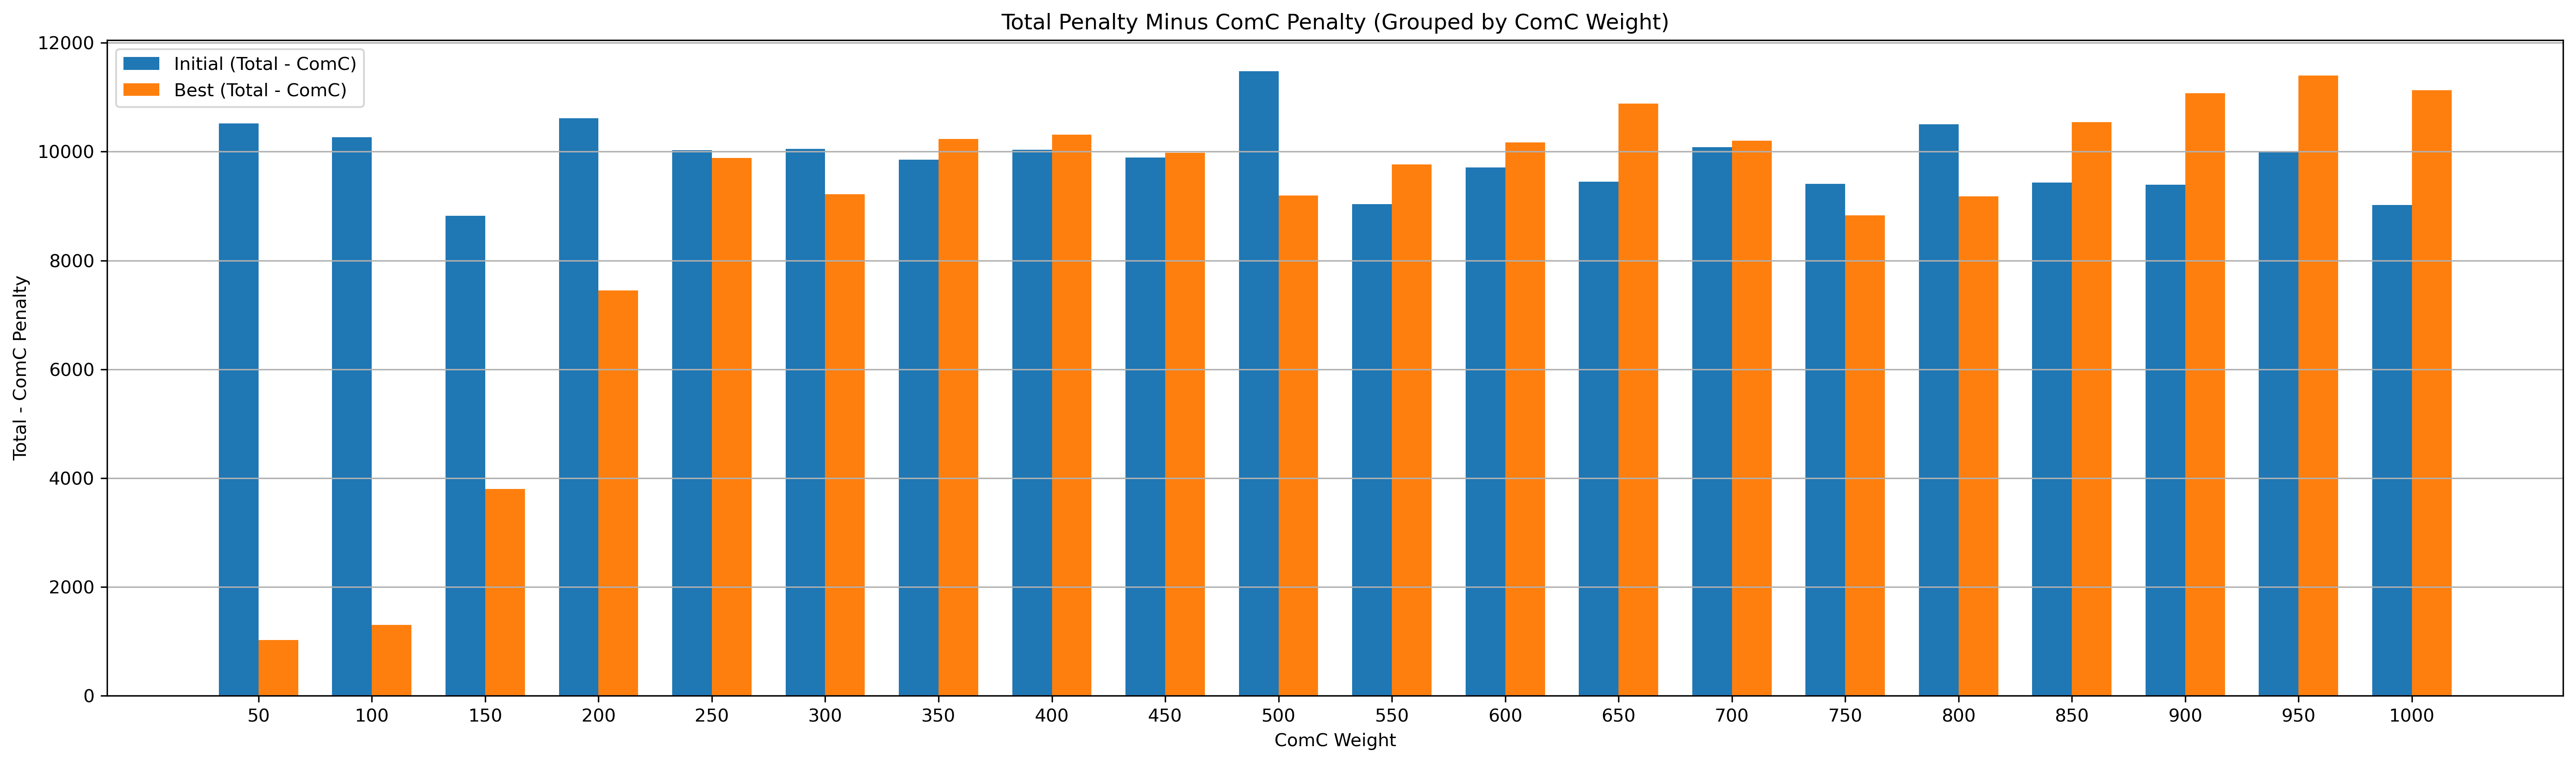 Total Penalty Minus ComC Penalty (Grouped by ComC Weight)
Initial (Total - ComC)
Best (Total - ComC)
Total - ComC Penalty
12000
10000
8000
6000
4000
2000
0
50 100 150 200 250 300 350 400 450 500 550 600 650 700 750 800 850 900 950 1000
ComC Weight